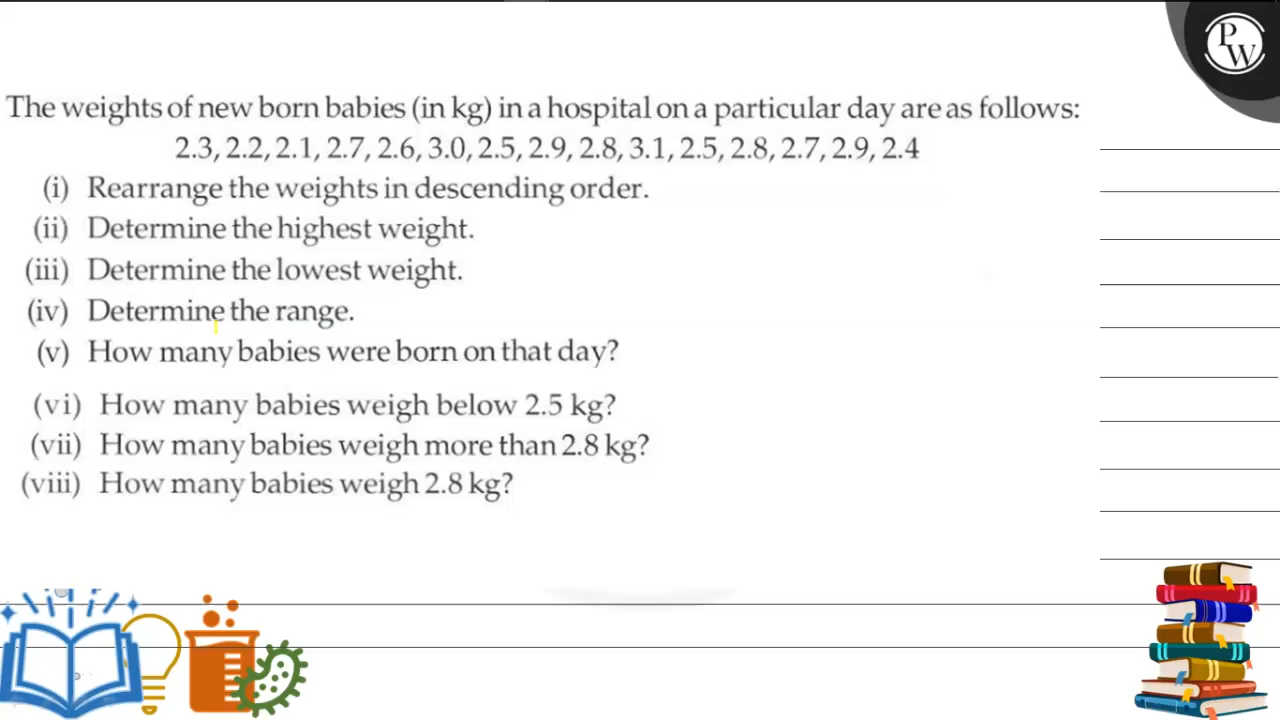 P
W
The weights of new born babies (in kg) in a hospital on a particular day are as follows:
2.3, 2.2, 2.1, 2.7, 2.6, 3.0, 2.5, 2.9, 2.8, 3.1, 2.5, 2.8, 2.7, 2.9, 2.4
(i) Rearrange the weights in descending order.
(ii) Determine the highest weight.
(iii) Determine the lowest weight.
(iv) Determine the range.
(v) How many babies were born on that day?
(vi) How many babies weigh below 2.5 kg?
(vii) How many babies weigh more than 2.8 kg?
(viii) How many babies weigh 2.8 kg?